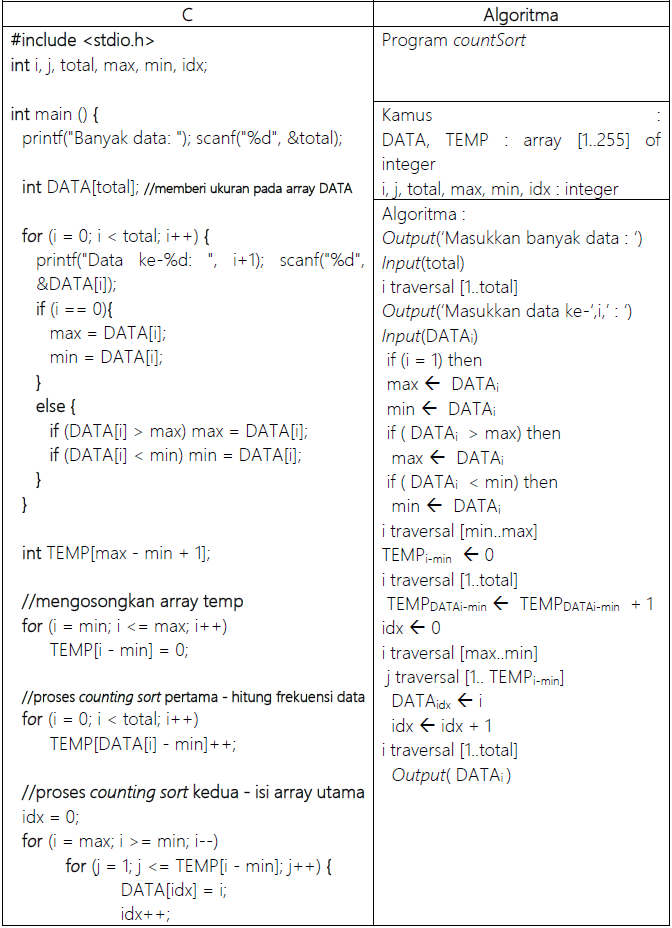 C
#include <stdio.h>
int i, j, total, max, min, idx;
int main () {
printf("Banyak data: "); scanf("%d", &total);
int DATA[total]; //memberi ukuran pada array DATA
for (i = 0; i < total; i++) {
printf("Data ke-%d: ", i+1); scanf("%d",
&DATA[i]);
if (i == 0){
max = DATA[i];
min = DATA[i];
}
else {
if (DATA[i] > max) max = DATA[i];
if (DATA[i] < min) min = DATA[i];
}
}
int TEMP[max - min + 1];
//mengosongkan array temp
for (i = min; i <= max; i++)
TEMP[i - min] = 0;
//proses counting sort pertama - hitung frekuensi data
for (i = 0; i < total; i++)
TEMP[DATA[i] - min]++;
//proses counting sort kedua - isi array utama
idx = 0;
for (i = max; i >= min; i--)
for (j = 1; j <= TEMP[i - min]; j++) {
DATA[idx] = i;
idx++;
Algoritma
Program countSort
Kamus :
DATA, TEMP : array [1..255] of
integer
i, j, total, max, min, idx : integer
Algoritma :
Output('Masukkan banyak data : ')
Input(total)
i traversal [1..total]
Output('Masukkan data ke-',i,' : ')
Input(DATAi)
if (i = 1) then
max ← DATAi
min ← DATAi
if ( DATAi > max) then
max ← DATAi
if ( DATAi < min) then
min ← DATAi
i traversal [min..max]
TEMPi-min ← 0
i traversal [1..total]
TEMPDATAi-min ← TEMPDATAi-min + 1
idx ← 0
i traversal [max..min]
j traversal [1.. TEMPi-min]
DATAidx ← i
idx ← idx + 1
i traversal [1..total]
Output( DATAi )